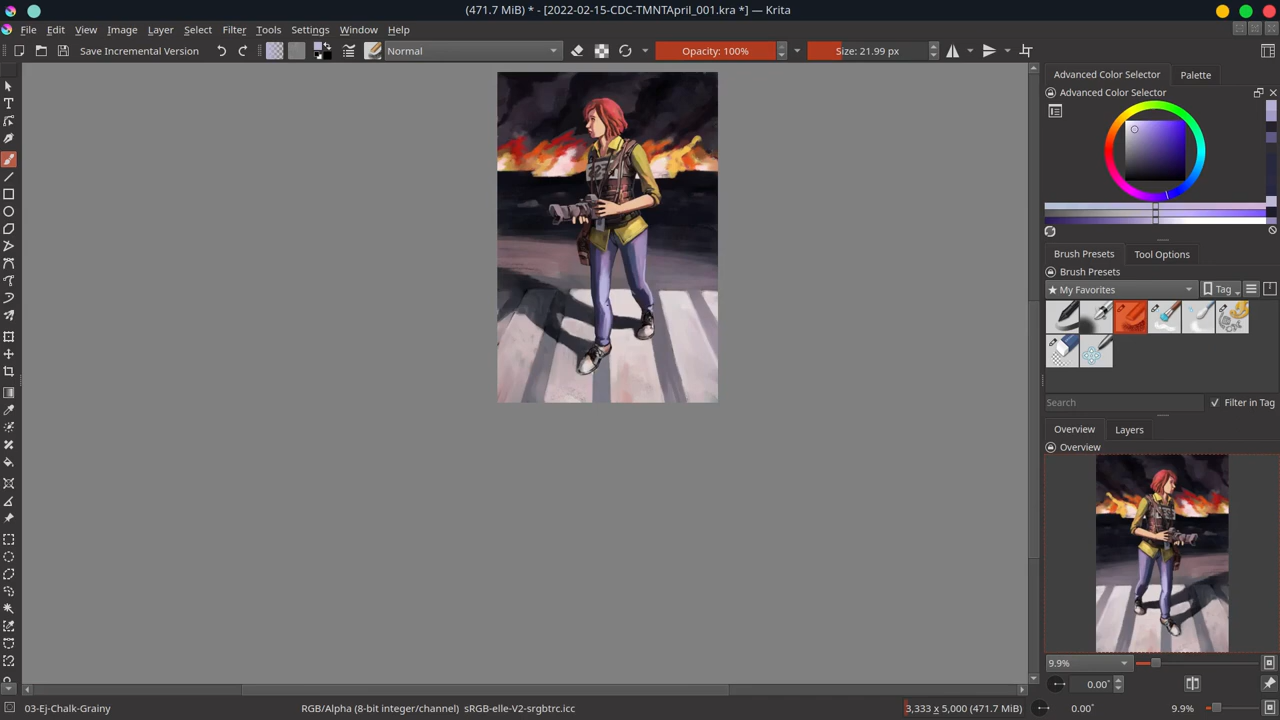 (471.7 MiB) * - [2022-02-15-CDC-TMNTApril_001.kra *] — Krita
File Edit View Image Layer Select Filter Tools Settings Window Help
Save Incremental Version
Normal
Opacity: 100%
Size: 21.99 px
Advanced Color Selector Palette
Advanced Color Selector
Brush Presets Tool Options
Brush Presets
★ My Favorites Tag
Search Filter in Tag
Overview Layers
Overview
9.9%
0.00°
03-Ej-Chalk-Grainy RGB/Alpha (8-bit integer/channel) sRGB-elle-V2-srgbtrc.icc 3,333 x 5,000 (471.7 MiB) 0.00° 9.9%